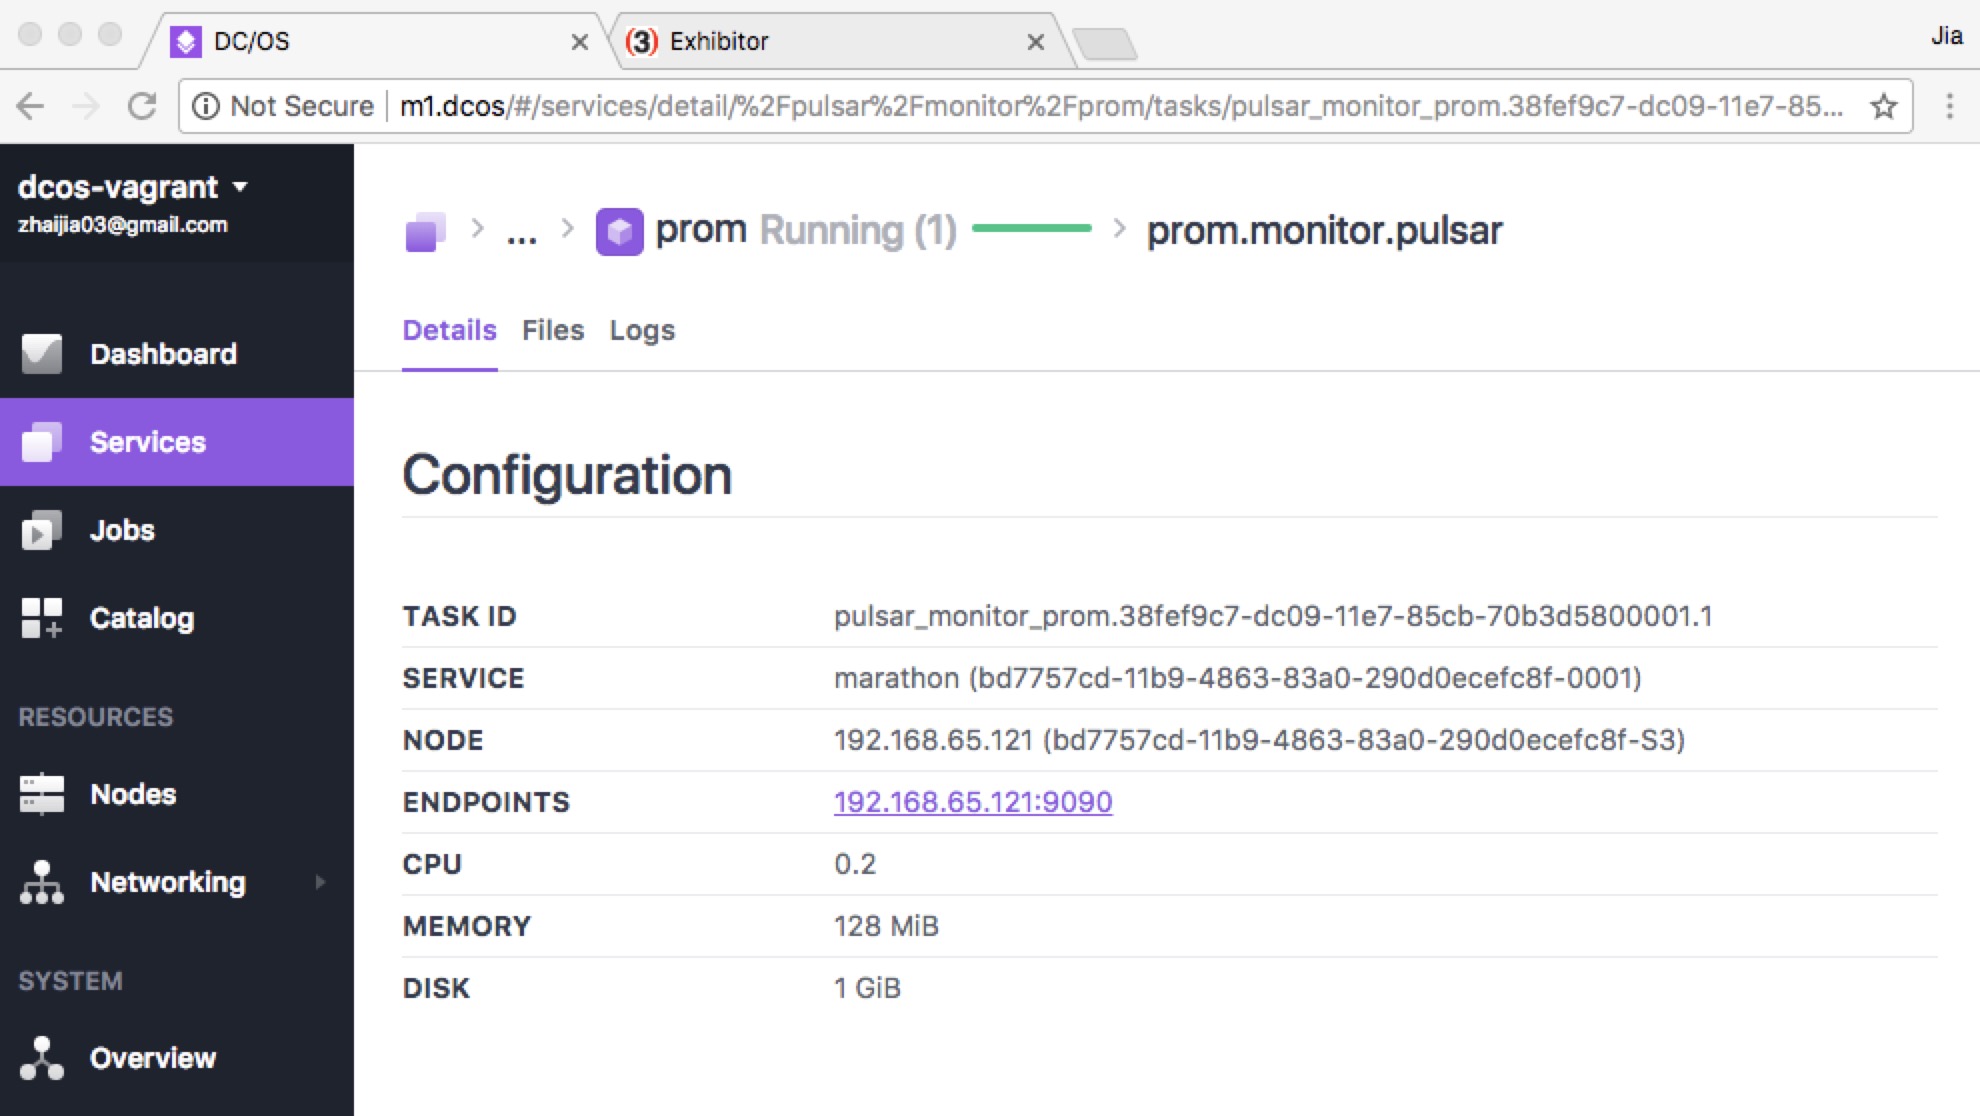 DC/OS
(3) Exhibitor
Jia
Not Secure m1.dcos/#/services/detail/%2Fpulsar%2Fmonitor%2Fprom/tasks/pulsar_monitor_prom.38fef9c7-dc09-11e7-85...
dcos-vagrant
zhaijia03@gmail.com
... prom Running (1) prom.monitor.pulsar
Details Files Logs
Dashboard
Services
Jobs
Catalog
RESOURCES
Nodes
Networking
SYSTEM
Overview
Configuration
TASK ID pulsar_monitor_prom.38fef9c7-dc09-11e7-85cb-70b3d5800001.1
SERVICE marathon (bd7757cd-11b9-4863-83a0-290d0ecefc8f-0001)
NODE 192.168.65.121 (bd7757cd-11b9-4863-83a0-290d0ecefc8f-S3)
ENDPOINTS 192.168.65.121:9090
CPU 0.2
MEMORY 128 MiB
DISK 1 GiB